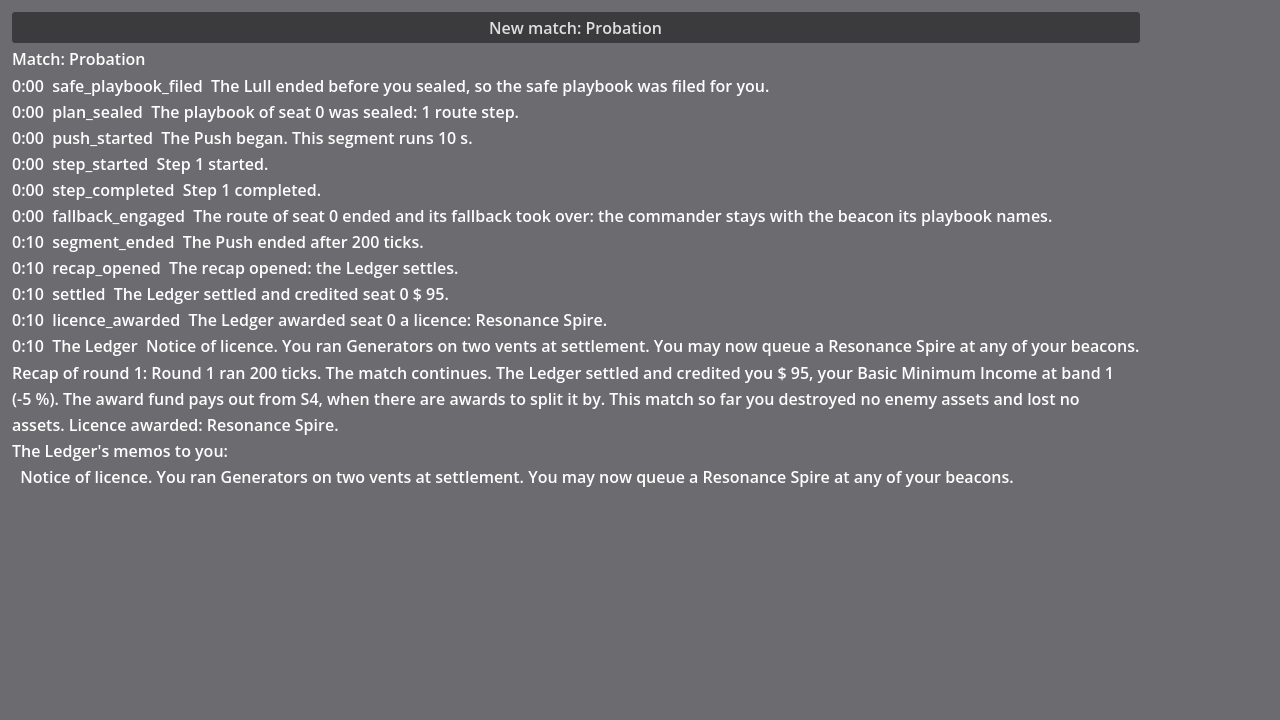 New match: Probation
Match: Probation
0:00  safe_playbook_filed  The Lull ended before you sealed, so the safe playbook was filed for you.
0:00  plan_sealed  The playbook of seat 0 was sealed: 1 route step.
0:00  push_started  The Push began. This segment runs 10 s.
0:00  step_started  Step 1 started.
0:00  step_completed  Step 1 completed.
0:00  fallback_engaged  The route of seat 0 ended and its fallback took over: the commander stays with the beacon its playbook names.
0:10  segment_ended  The Push ended after 200 ticks.
0:10  recap_opened  The recap opened: the Ledger settles.
0:10  settled  The Ledger settled and credited seat 0 $ 95.
0:10  licence_awarded  The Ledger awarded seat 0 a licence: Resonance Spire.
0:10  The Ledger  Notice of licence. You ran Generators on two vents at settlement. You may now queue a Resonance Spire at any of your beacons.
Recap of round 1: Round 1 ran 200 ticks. The match continues. The Ledger settled and credited you $ 95, your Basic Minimum Income at band 1
(-5 %). The award fund pays out from S4, when there are awards to split it by. This match so far you destroyed no enemy assets and lost no
assets. Licence awarded: Resonance Spire.
The Ledger's memos to you:
  Notice of licence. You ran Generators on two vents at settlement. You may now queue a Resonance Spire at any of your beacons.